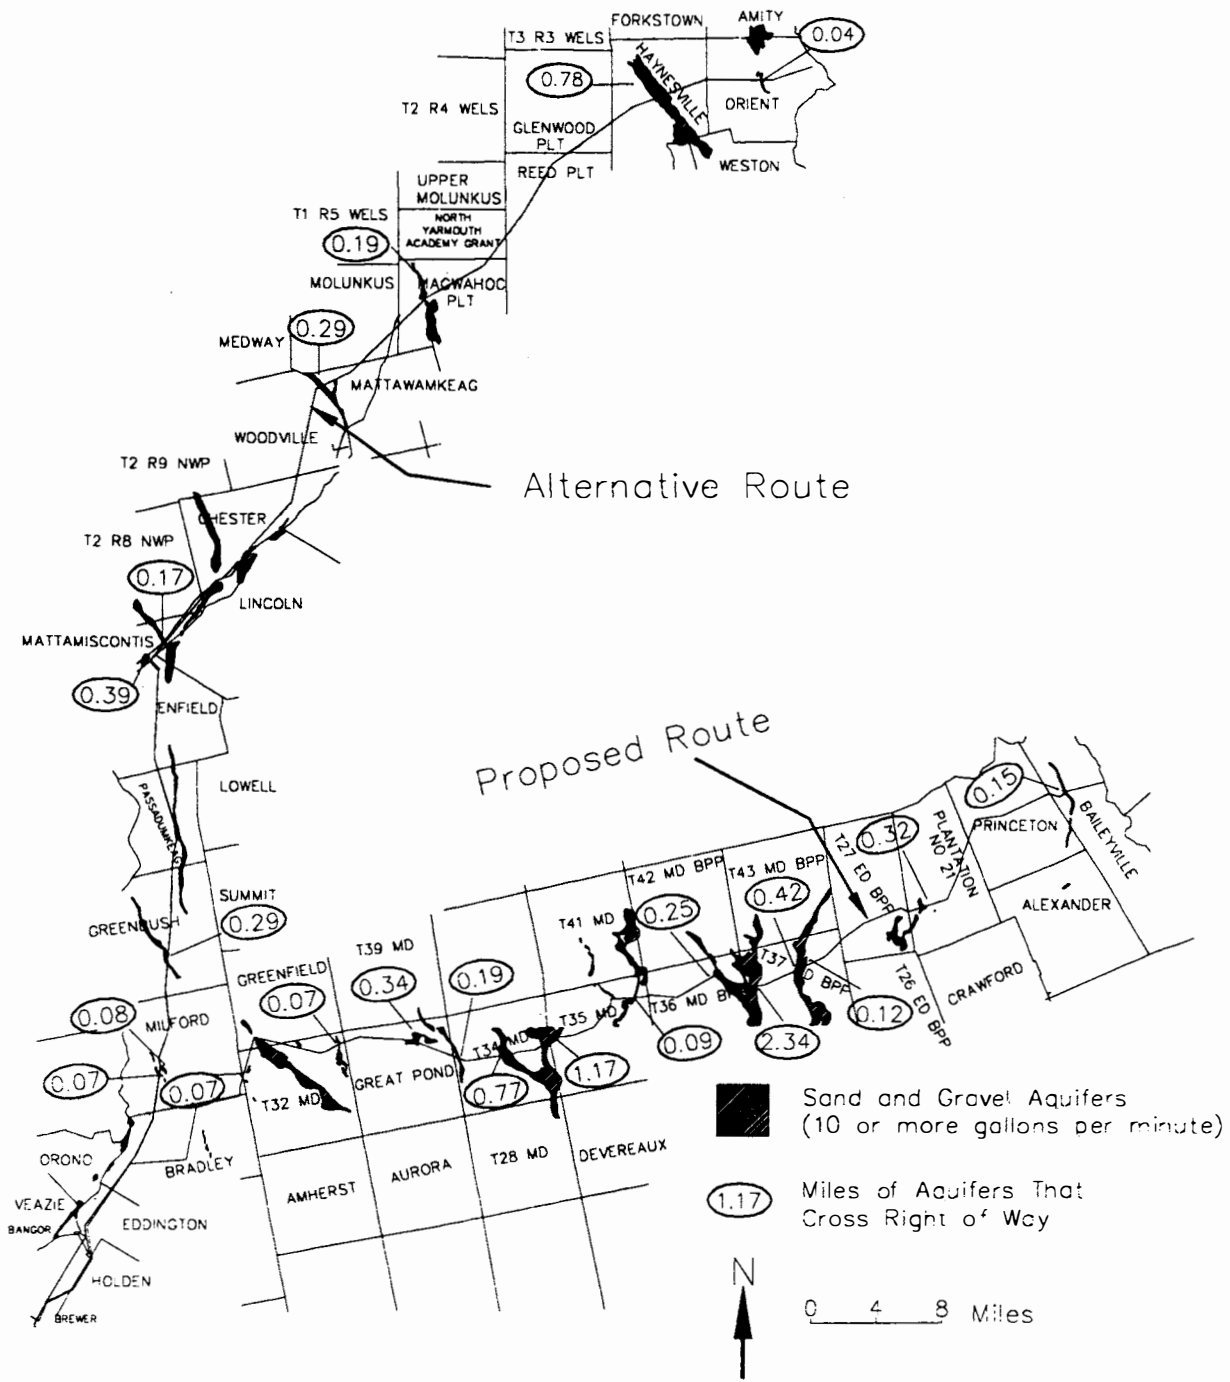 FORKSTOWN
AMITY
T3 R3 WELS
0.04
HAYNESVILLE
0.78
T2 R4 WELS
ORIENT
GLENWOOD
PLT
WESTON
REED PLT
UPPER
MOLUNKUS
T1 R5 WELS
NORTH
YARMOUTH
ACADEMY GRANT
0.19
MOLUNKUS
MACWAHOC
PLT
0.29
MEDWAY
MATTAWAMKEAG
WOODVILLE
T2 R9 NWP
Alternative Route
CHESTER
T2 R8 NWP
0.17
LINCOLN
MATTAMISCONTIS
0.39
ENFIELD
Proposed Route
LOWELL
PASSADUMKEAG
0.15
PRINCETON
BAILEYVILLE
0.32
PLANTATION
NO 21
T27 ED BPP
T43 MD BPP
T42 MD BPP
0.42
0.25
ALEXANDER
SUMMIT
GREENBUSH
0.29
T41 MD
T39 MD
GREENFIELD
0.34
0.19
0.07
T37
D BPP
T36 MD BPP
T26 ED BPP
CRAWFORD
0.08
MILFORD
T35 MD
0.12
0.09
2.34
T34 MD
0.07
0.07
GREAT POND
1.17
0.77
T32 MD
Sand and Gravel Aquifers
(10 or more gallons per minute)
ORONO
BRADLEY
AMHERST
AURORA
T28 MD
DEVEREAUX
VEAZIE
BANGOR
EDDINGTON
1.17
Miles of Aquifers That
Cross Right of Way
HOLDEN
BREWER
N
0 4 8 Miles